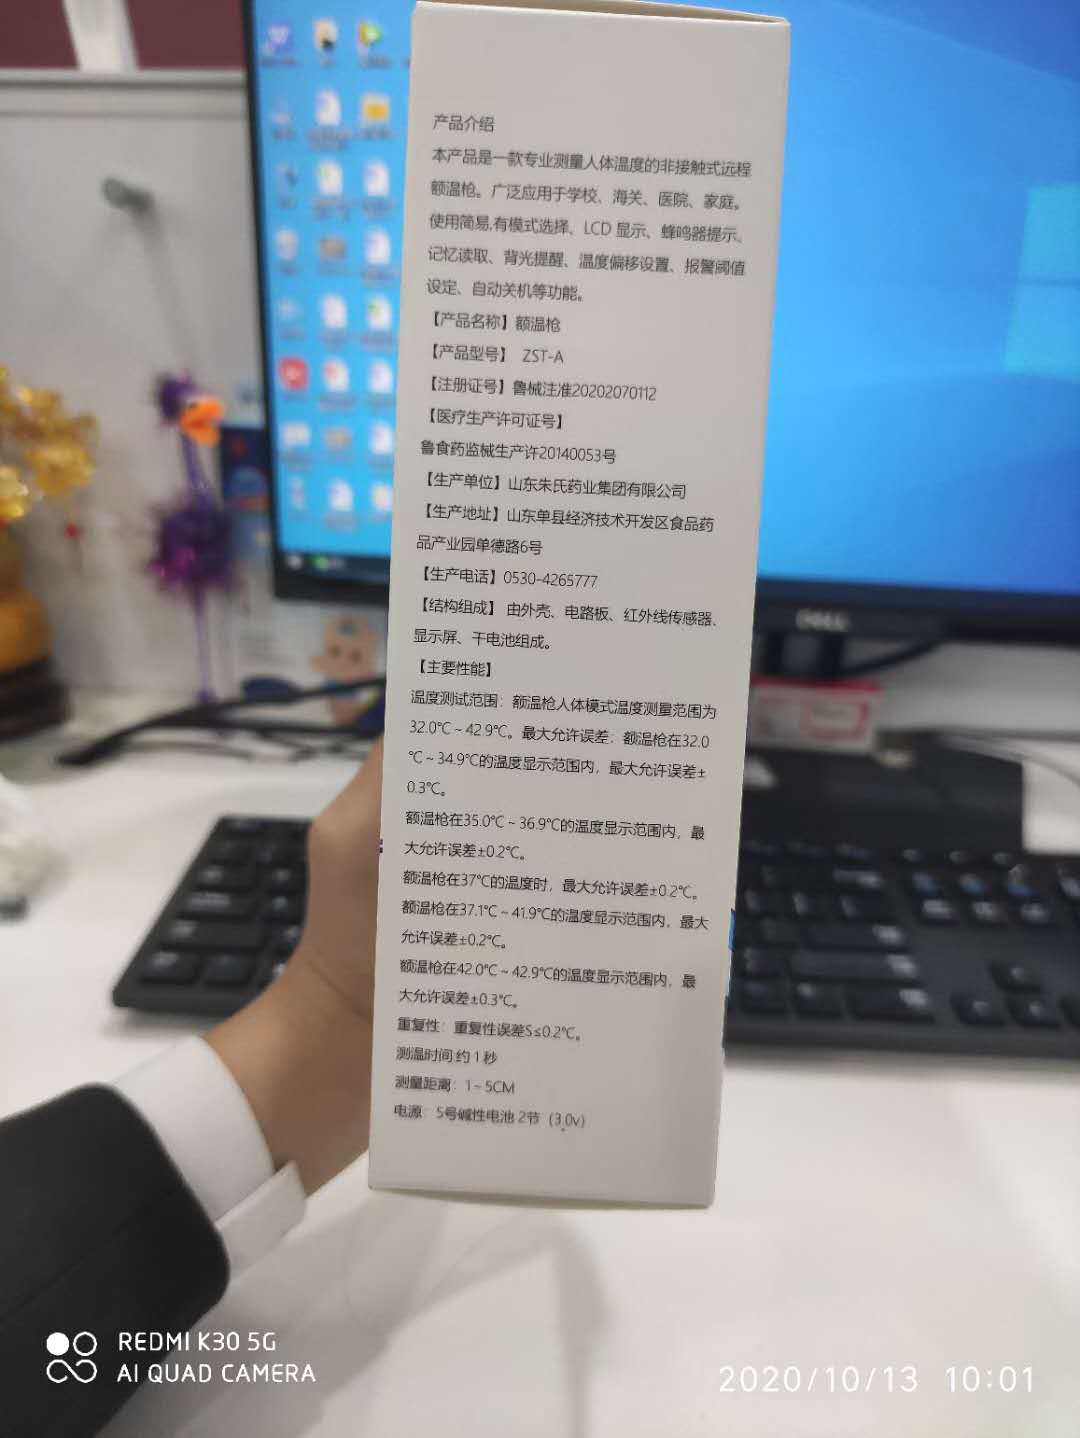 产品介绍
本产品是一款专业测量人体温度的非接触式远程
额温枪。广泛应用于学校、海关、医院、家庭。
使用简易,有模式选择、LCD 显示、蜂鸣器提示、
记忆读取、背光提醒、温度偏移设置、报警阈值
设定、自动关机等功能。
【产品名称】额温枪
【产品型号】 ZST-A
【注册证号】鲁械注准20202070112
【医疗生产许可证号】
鲁食药监械生产许20140053号
【生产单位】山东朱氏药业集团有限公司
【生产地址】山东单县经济技术开发区食品药
品产业园单德路6号
【生产电话】0530-4265777
【结构组成】 由外壳、电路板、红外线传感器、
显示屏、干电池组成。
【主要性能】
温度测试范围：额温枪人体模式温度测量范围为
32.0℃~42.9℃。最大允许误差：额温枪在32.0
℃~34.9℃的温度显示范围内，最大允许误差±
0.3℃。
额温枪在35.0℃~36.9℃的温度显示范围内，最
大允许误差±0.2℃。
额温枪在37℃的温度时，最大允许误差±0.2℃。
额温枪在37.1℃~41.9℃的温度显示范围内，最大
允许误差±0.2℃。
额温枪在42.0℃~42.9℃的温度显示范围内，最
大允许误差±0.3℃。
重复性：重复性误差S≤0.2℃。
测温时间:约 1 秒
测量距离：1~5CM
电源：5号碱性电池 2节（3.0v）
DELL
REDMI K30 5G
AI QUAD CAMERA
2020/10/13 10:01